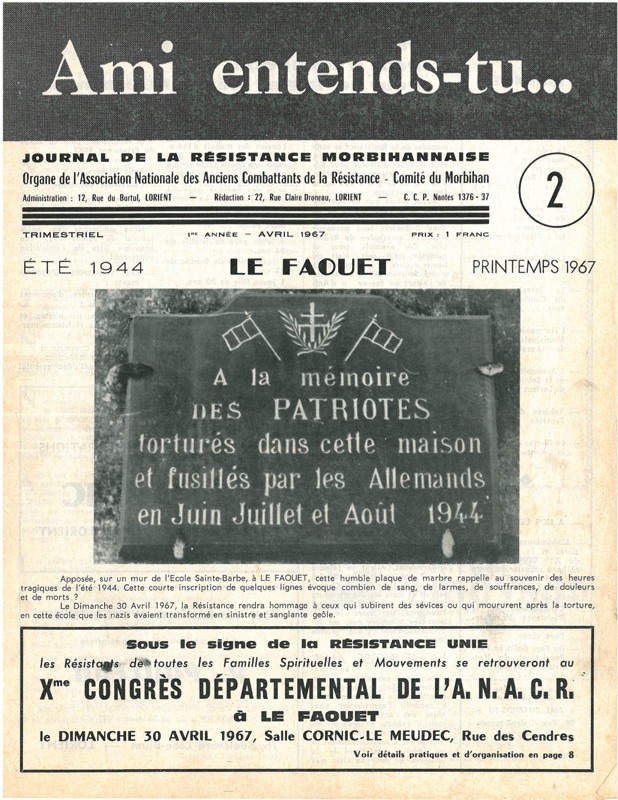 Ami entends-tu...
JOURNAL DE LA RÉSISTANCE MORBIHANNAISE
Organe de l'Association Nationale des Anciens Combattants de la Résistance - Comité du Morbihan
Administration : 12, Rue du Burtul, LORIENT — Rédaction : 22, Rue Claire Droneau, LORIENT — C. C. P. Nantes 1376 - 37
2
TRIMESTRIEL 1re ANNÉE – AVRIL 1967 PRIX : 1 FRANC
ÉTÉ 1944 LE FAOUET PRINTEMPS 1967
A la mémoire
DES PATRIOTES
torturés dans cette maison
et fusillés par les Allemands
en Juin Juillet et Août 1944
Apposée, sur un mur de l'Ecole Sainte-Barbe, à LE FAOUET, cette humble plaque de marbre rappelle au souvenir des heures
tragiques de l'été 1944. Cette courte inscription de quelques lignes évoque combien de sang, de larmes, de souffrances, de douleurs
et de morts ?
Le Dimanche 30 Avril 1967, la Résistance rendra hommage à ceux qui subirent des sévices ou qui moururent après la torture,
en cette école que les nazis avaient transformé en sinistre et sanglante geôle.
Sous le signe de la RÉSISTANCE UNIE
les Résistants de toutes les Familles Spirituelles et Mouvements se retrouveront au
Xme CONGRÈS DÉPARTEMENTAL DE L'A. N. A. C. R.
à LE FAOUET
le DIMANCHE 30 AVRIL 1967, Salle CORNIC-LE MEUDEC, Rue des Cendres
Voir détails pratiques et d'organisation en page 8